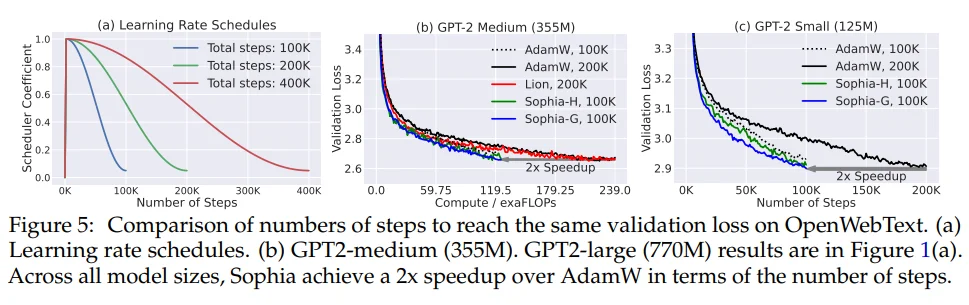 (a) Learning Rate Schedules
Scheduler Coefficient
1.0
0.8
0.6
0.4
0.2
0.0
Total steps: 100K
Total steps: 200K
Total steps: 400K
0K 100K 200K 300K 400K
Number of Steps
(b) GPT-2 Medium (355M)
Validation Loss
3.4
3.2
3.0
2.8
2.6
AdamW, 100K
AdamW, 200K
Lion, 200K
Sophia-H, 100K
Sophia-G, 100K
2x Speedup
0.0 59.75 119.5 179.25 239.0
Compute / exaFLOPs
(c) GPT-2 Small (125M)
Validation Loss
3.3
3.2
3.1
3.0
2.9
AdamW, 100K
AdamW, 200K
Sophia-H, 100K
Sophia-G, 100K
2x Speedup
0K 50K 100K 150K 200K
Number of Steps
Figure 5: Comparison of numbers of steps to reach the same validation loss on OpenWebText. (a)
Learning rate schedules. (b) GPT2-medium (355M). GPT2-large (770M) results are in Figure 1(a).
Across all model sizes, Sophia achieve a 2x speedup over AdamW in terms of the number of steps.